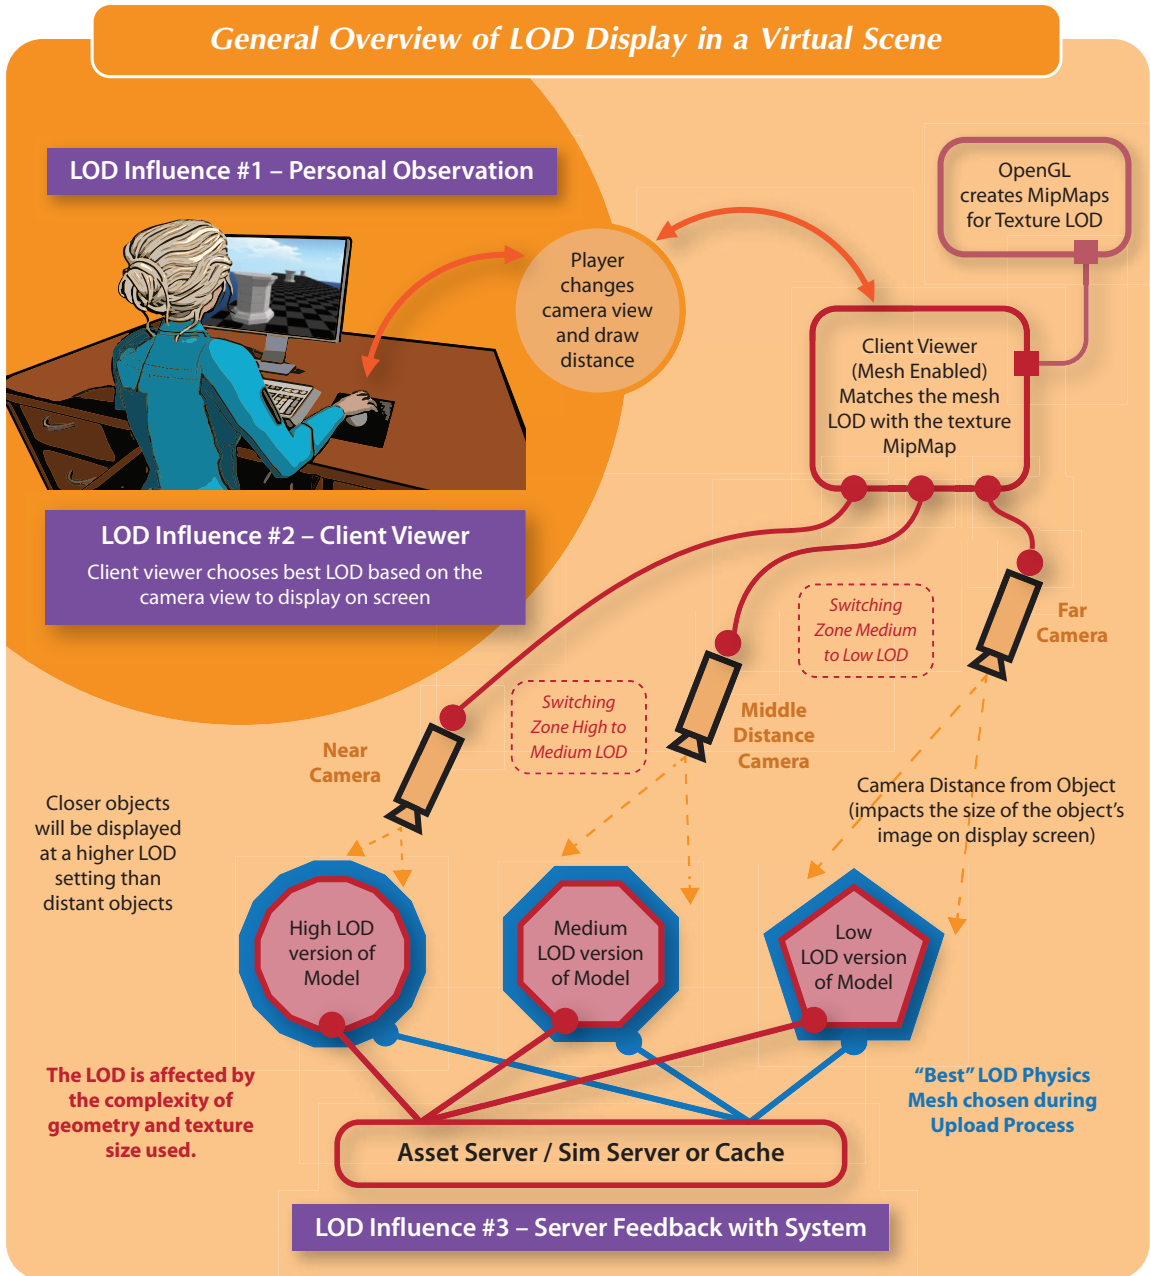 General Overview of LOD Display in a Virtual Scene
LOD Influence #1 – Personal Observation
OpenGL
creates MipMaps
for Texture LOD
Player
changes
camera view
and draw
distance
Client Viewer
(Mesh Enabled)
Matches the mesh
LOD with the texture
MipMap
LOD Influence #2 – Client Viewer
Client viewer chooses best LOD based on the
camera view to display on screen
Switching
Zone Medium
to Low LOD
Far
Camera
Switching
Zone High to
Medium LOD
Middle
Distance
Camera
Near
Camera
Camera Distance from Object
(impacts the size of the object’s
image on display screen)
Closer objects
will be displayed
at a higher LOD
setting than
distant objects
High LOD
version of
Model
Medium
LOD version
of Model
Low
LOD version
of Model
The LOD is affected by
the complexity of
geometry and texture
size used.
“Best” LOD Physics
Mesh chosen during
Upload Process
Asset Server / Sim Server or Cache
LOD Influence #3 – Server Feedback with System